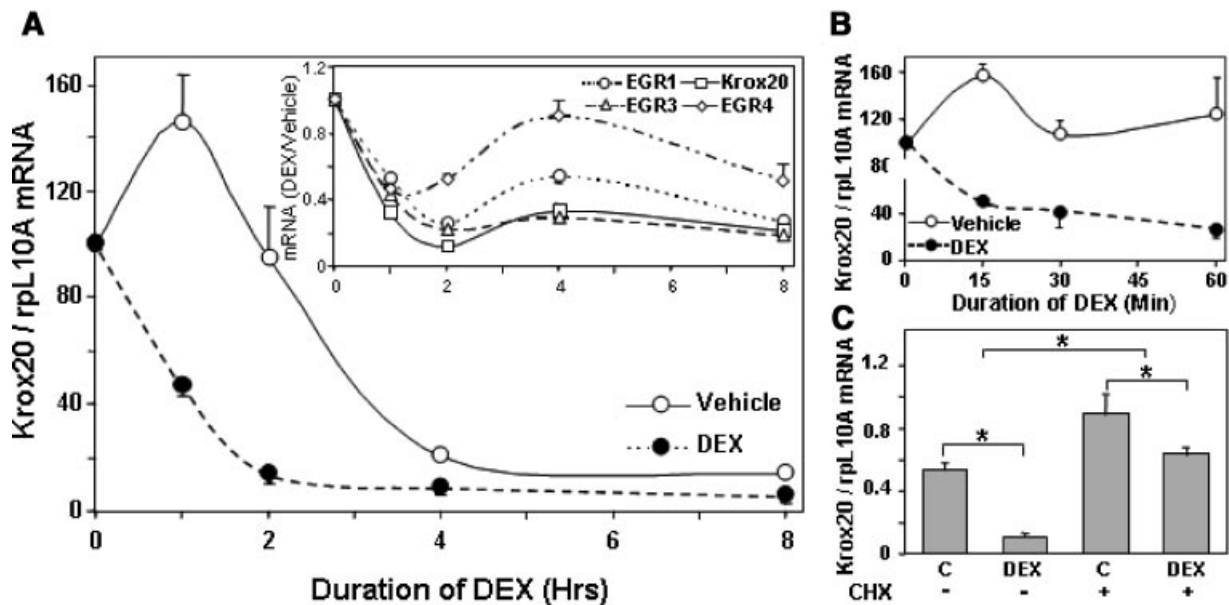 A
Krox20 / rpL10A mRNA
160
120
80
40
0
0
2
4
6
8
Duration of DEX (Hrs)
Vehicle
DEX
mRNA (DEX/Vehicle)
1.2
0.8
0.4
0
0
2
4
6
8
EGR1
Krox20
EGR3
EGR4
B
Krox20 / rpL10A mRNA
160
120
80
40
0
Vehicle
DEX
0
15
30
45
60
Duration of DEX (Min)
C
Krox20 / rpL10A mRNA
1.2
0.8
0.4
0
*
*
*
C DEX C DEX
CHX - - + +